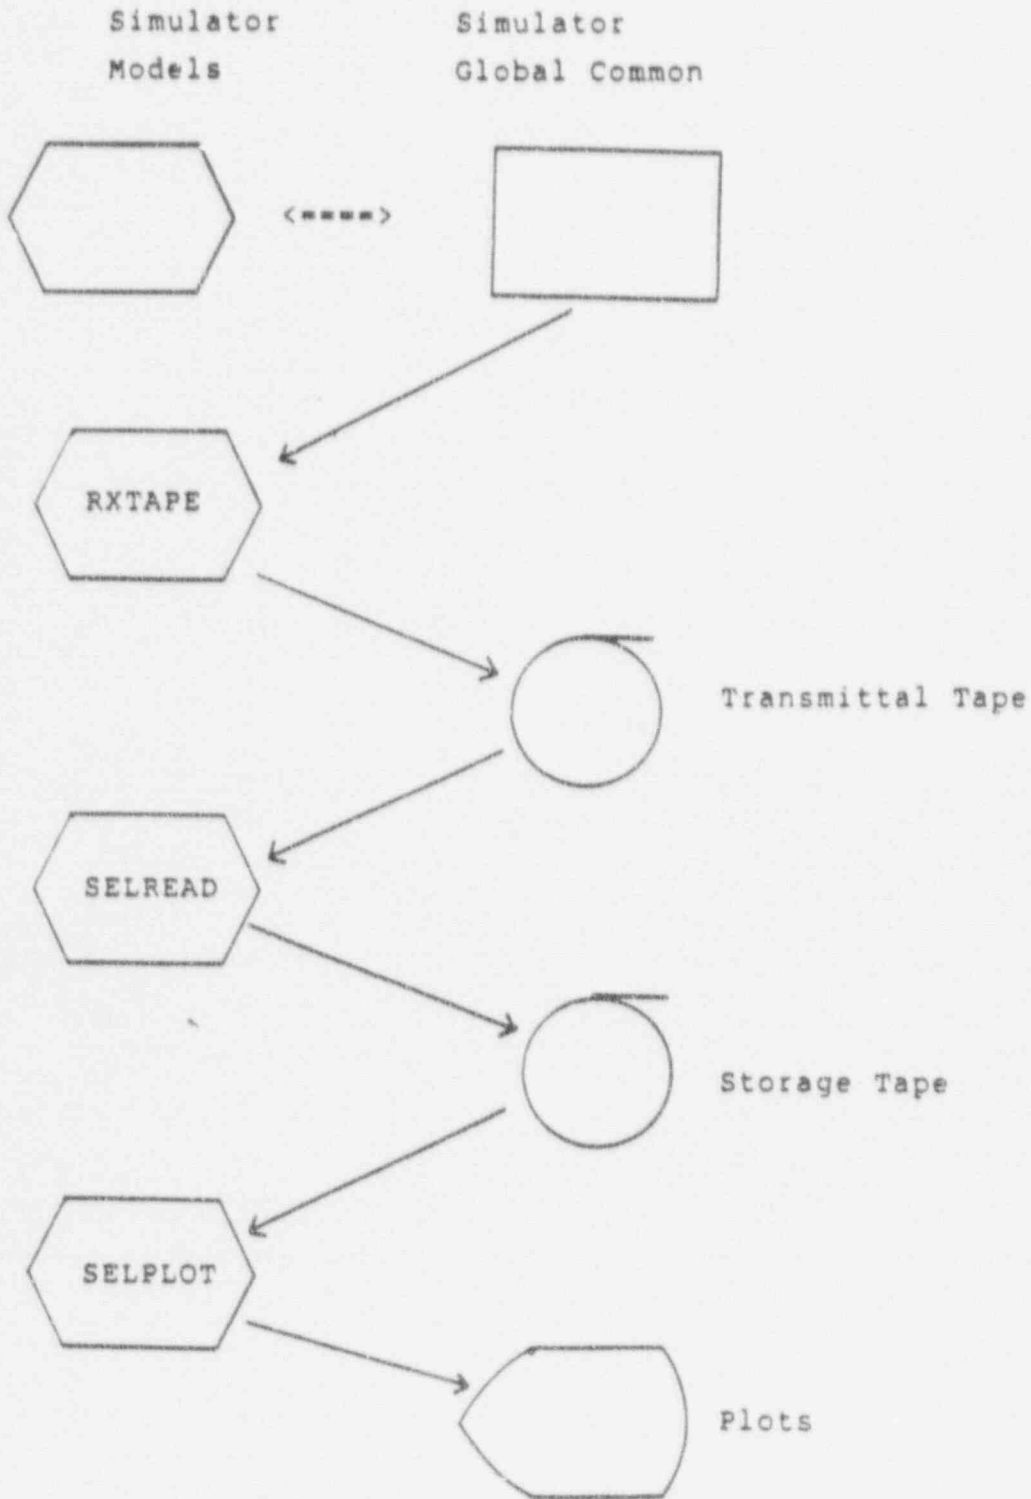 Simulator
Models
Simulator
Global Common
<====>
RXTAPE
Transmittal Tape
SELREAD
Storage Tape
SELPLOT
Plots